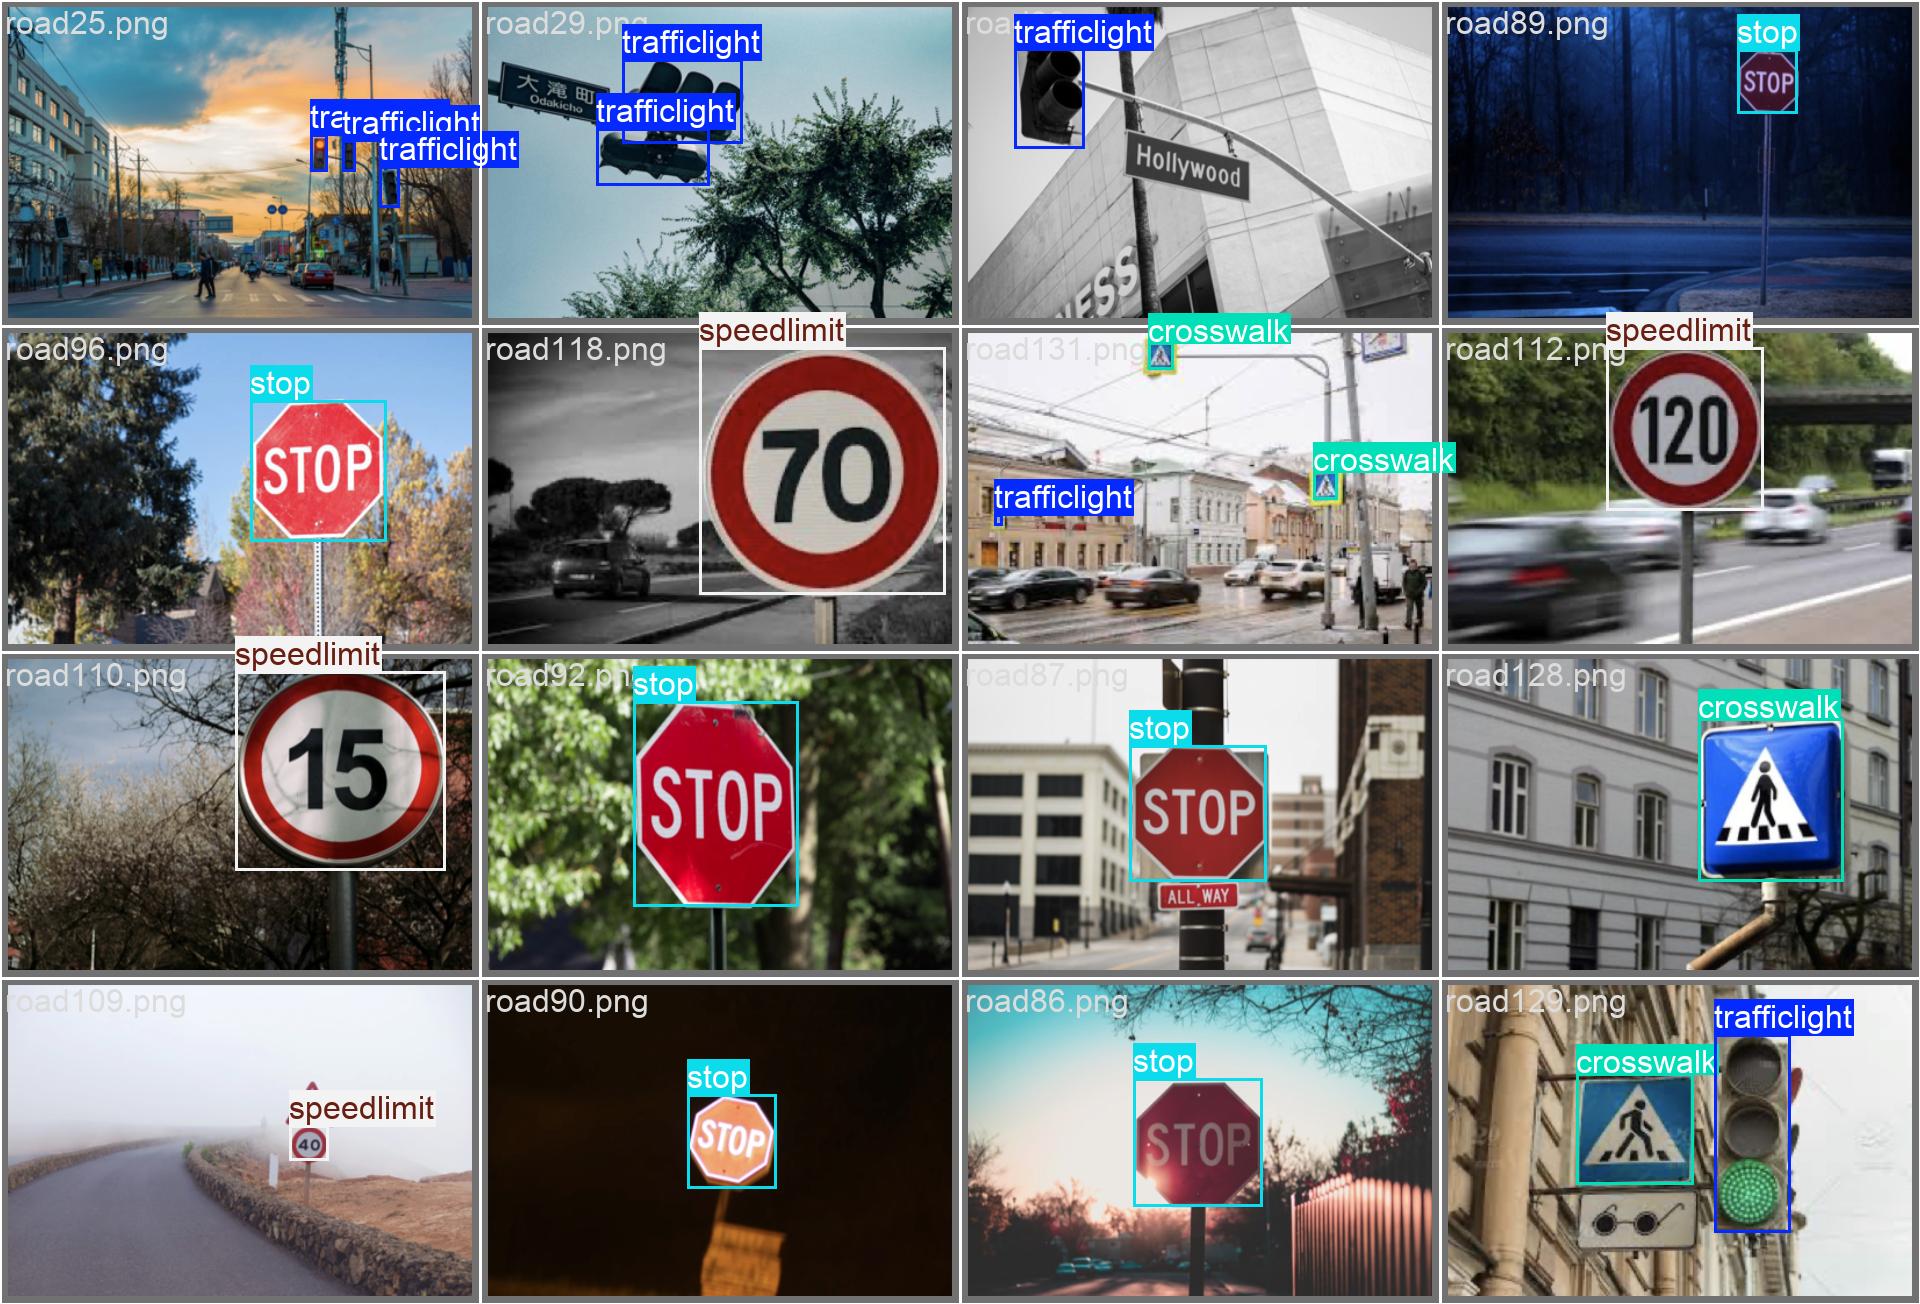 road25.png
trafficlight
trafficlight
road29.png
trafficlight
trafficlight
大滝町
Odakicho
trafficlight
trafficlight
Hollywood
NESS
road89.png
stop
STOP
road96.png
stop
STOP
road118.png
speedlimit
70
road131.png
crosswalk
crosswalk
trafficlight
road112.png
speedlimit
120
road110.png
speedlimit
15
road92.png
stop
STOP
road87.png
stop
STOP
ALL WAY
road128.png
crosswalk
road109.png
speedlimit
40
road90.png
stop
STOP
road86.png
stop
STOP
road129.png
trafficlight
crosswalk